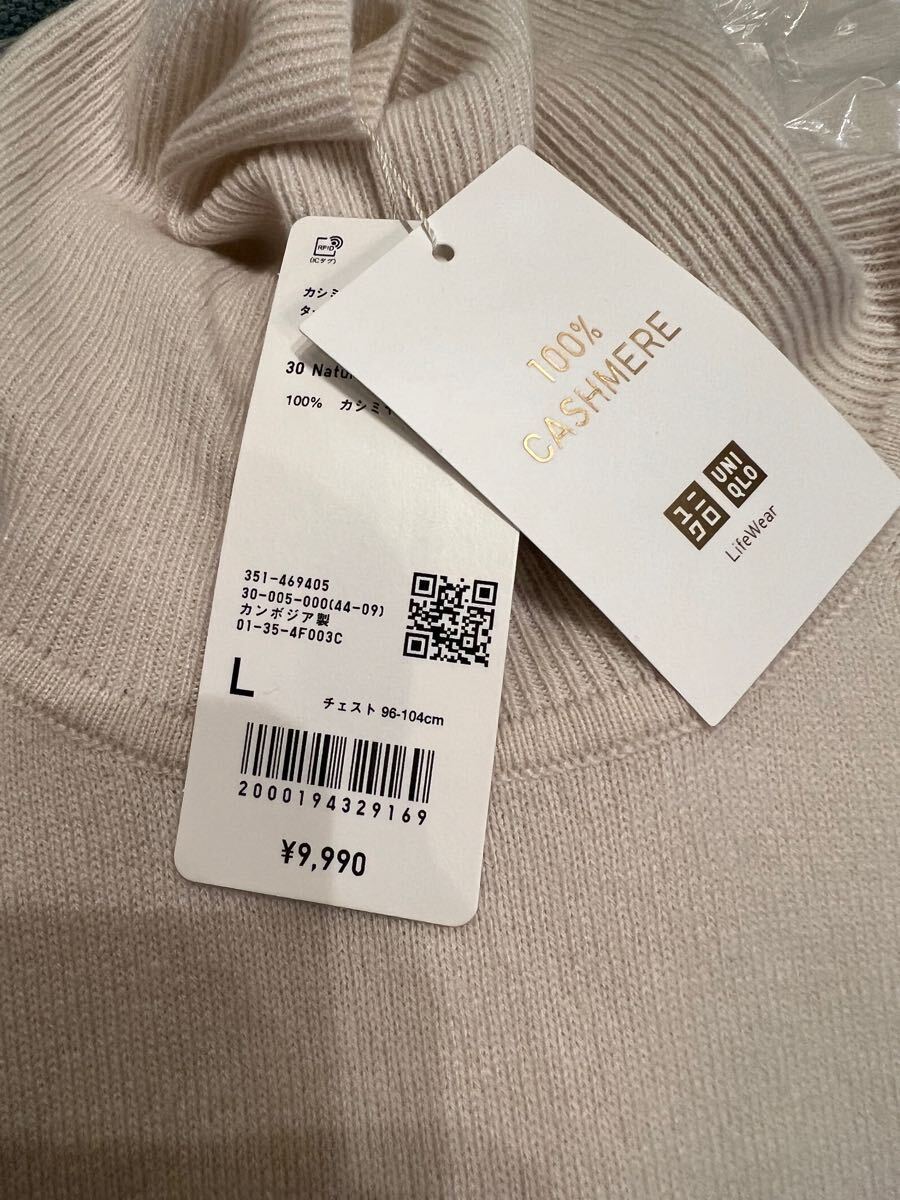 RFID
(ICタグ)
カシミ
ター
30 Natu
100% カシミヤ
351-469405
30-005-000(44-09)
カンボジア製
01-35-4F003C
L
チェスト 96-104cm
2000194329169
¥9,990
100%
CASHMERE
ユニ
クロ
UNI
QLO
LifeWear